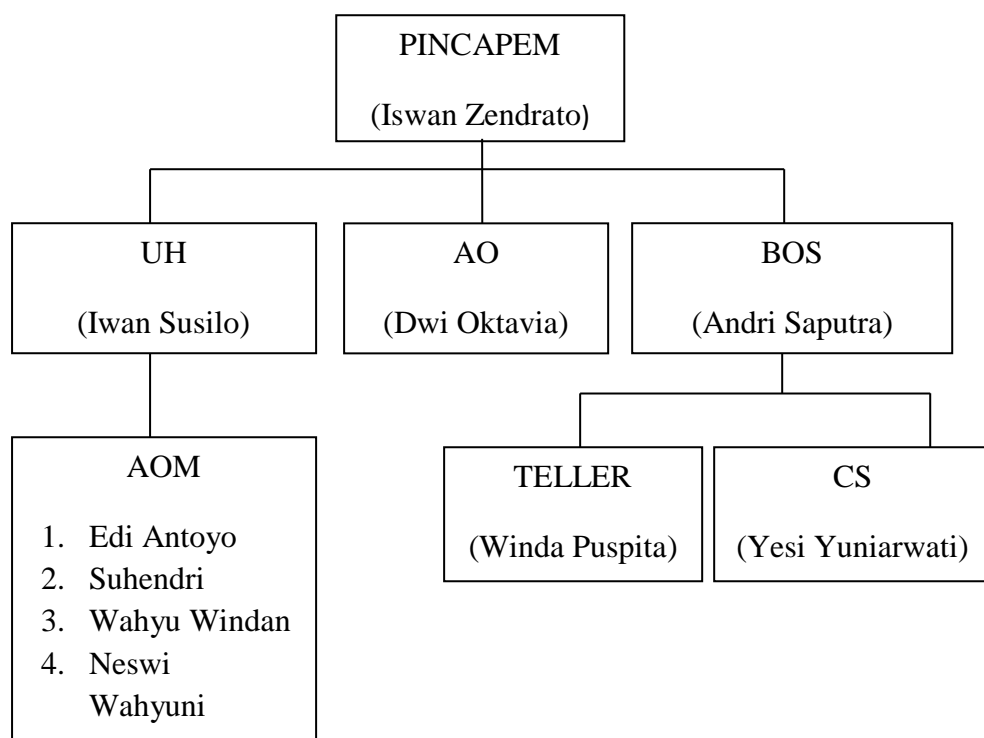 PINCAPEM
(Iswan Zendrato)
UH
(Iwan Susilo)
AO
(Dwi Oktavia)
BOS
(Andri Saputra)
AOM
1. Edi Antoyo
2. Suhendri
3. Wahyu Windan
4. Neswi
Wahyuni
TELLER
(Winda Puspita)
CS
(Yesi Yuniarwati)